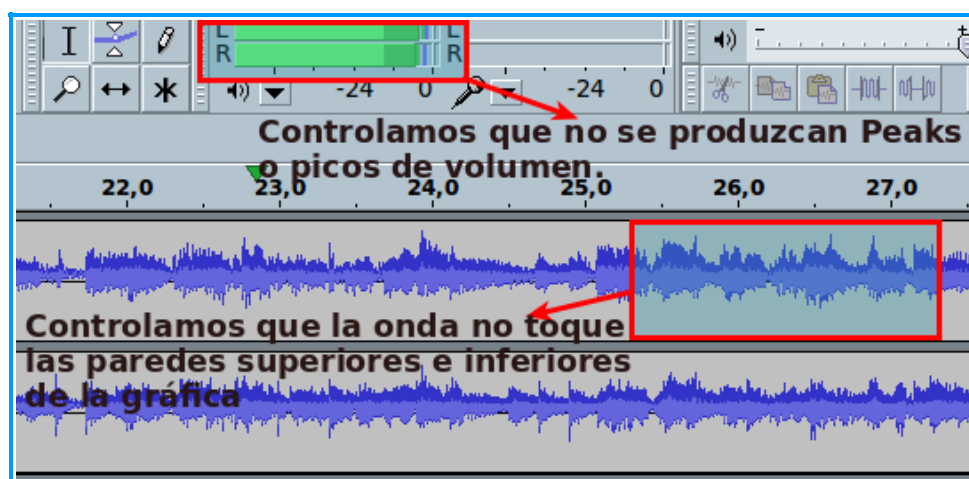 L L
R R
-24 0 -24 0
Controlamos que no se produzcan Peaks
o picos de volumen.
22,0 23,0 24,0 25,0 26,0 27,0
Controlamos que la onda no toque
las paredes superiores e inferiores
de la gráfica